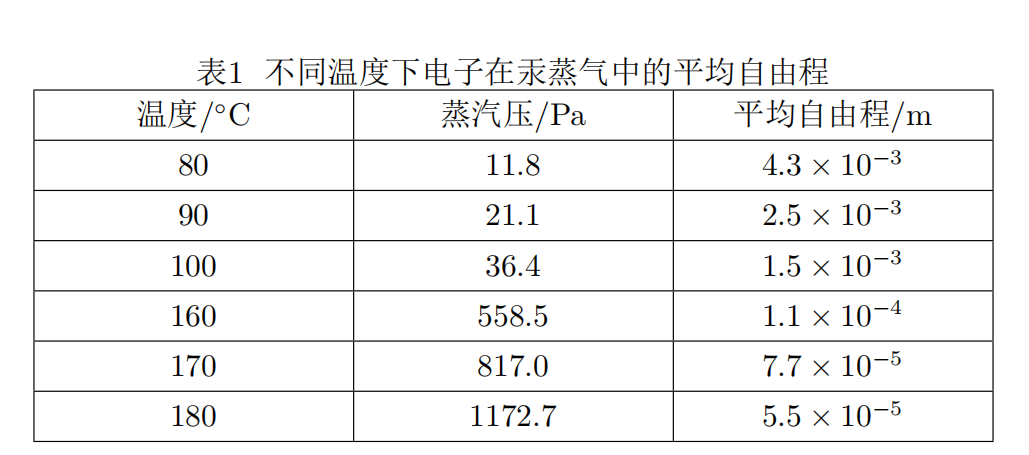 表1 不同温度下电子在汞蒸气中的平均自由程
温度/°C 蒸汽压/Pa 平均自由程/m
80 11.8 4.3 × 10⁻³
90 21.1 2.5 × 10⁻³
100 36.4 1.5 × 10⁻³
160 558.5 1.1 × 10⁻⁴
170 817.0 7.7 × 10⁻⁵
180 1172.7 5.5 × 10⁻⁵